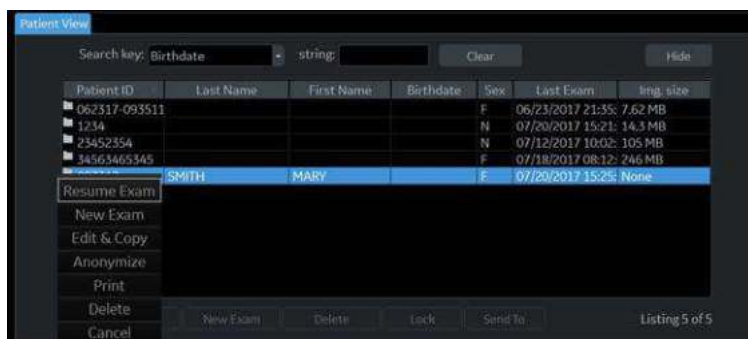 Patient View
Search key: Birthdate string: Clear Hide
Patient ID Last Name First Name Birthdate Sex Last Exam Img. size
062317-093511 F 06/23/2017 21:35: 7.62 MB
1234 N 07/20/2017 15:21: 14.3 MB
23452354 N 07/12/2017 10:02: 105 MB
34563465345 F 07/18/2017 08:12: 246 MB
SMITH MARY F 07/20/2017 15:25: None
Resume Exam
New Exam
Edit & Copy
Anonymize
Print
Delete
Cancel
New Exam Delete Lock Send To Listing 5 of 5